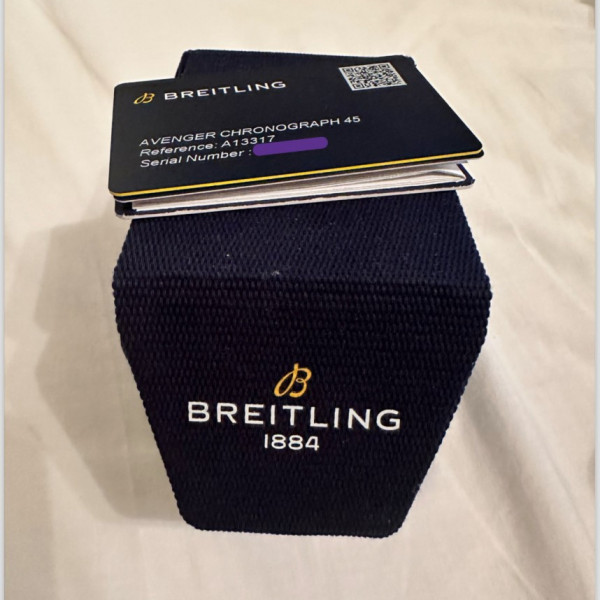 BREITLING
AVENGER CHRONOGRAPH 45
Reference: A13317
Serial Number :
BREITLING
1884